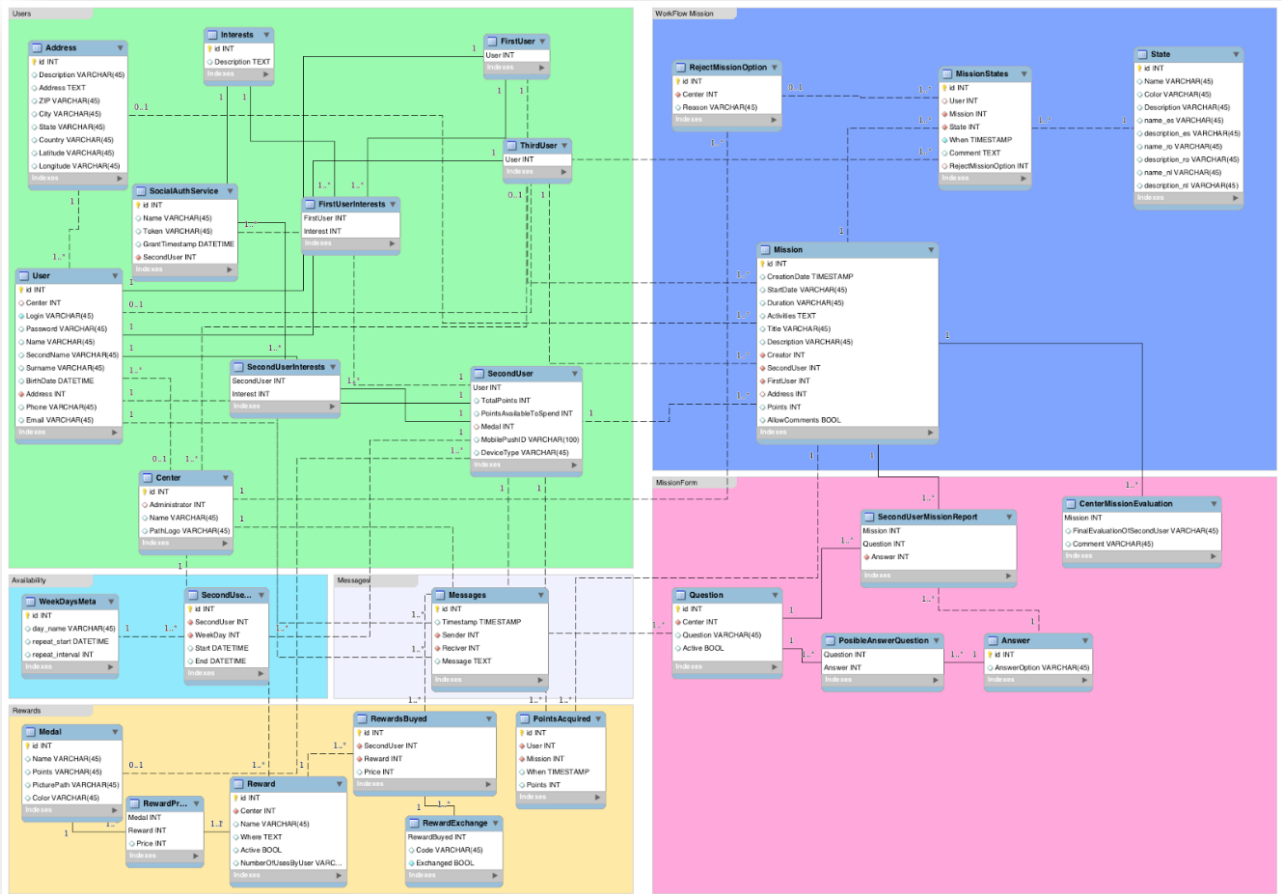 Users
Address
id INT
Description VARCHAR(45)
Address TEXT
ZIP VARCHAR(45)
City VARCHAR(45)
State VARCHAR(45)
Country VARCHAR(45)
Latitude VARCHAR(45)
Longitude VARCHAR(45)
Indexes
Interests
id INT
Description TEXT
Indexes
FirstUser
User INT
Indexes
ThirdUser
User INT
Indexes
SocialAuthService
id INT
Name VARCHAR(45)
Token VARCHAR(45)
GrantTimestamp DATETIME
SecondUser INT
Indexes
FirstUserInterests
FirstUser INT
Interest INT
Indexes
User
id INT
Center INT
Login VARCHAR(45)
Password VARCHAR(45)
Name VARCHAR(45)
SecondName VARCHAR(45)
Surname VARCHAR(45)
BirthDate DATETIME
Address INT
Phone VARCHAR(45)
Email VARCHAR(45)
Indexes
SecondUserInterests
SecondUser INT
Interest INT
Indexes
SecondUser
User INT
TotalPoints INT
PointsAvailableToSpend INT
Medal INT
MobilePushID VARCHAR(100)
DeviceType VARCHAR(45)
Indexes
Center
id INT
Administrator INT
Name VARCHAR(45)
PathLogo VARCHAR(45)
Indexes
Availability
WeekDaysMeta
id INT
day_name VARCHAR(45)
repeat_start DATETIME
repeat_interval INT
Indexes
SecondUse...
id INT
SecondUser INT
WeekDay INT
Start DATETIME
End DATETIME
Indexes
Messages
Messages
id INT
Timestamp TIMESTAMP
Sender INT
Reciver INT
Message TEXT
Indexes
Rewards
Medal
id INT
Name VARCHAR(45)
Points VARCHAR(45)
PicturePath VARCHAR(45)
Color VARCHAR(45)
Indexes
RewardPr...
Medal INT
Reward INT
Price INT
Indexes
Reward
id INT
Center INT
Name VARCHAR(45)
Where TEXT
Active BOOL
NumberOfUsesByUser VARC...
Indexes
RewardsBuyed
id INT
SecondUser INT
Reward INT
Price INT
Indexes
RewardExchange
RewardBuyed INT
Code VARCHAR(45)
Exchanged BOOL
Indexes
PointsAcquired
id INT
User INT
Mission INT
When TIMESTAMP
Points INT
Indexes
WorkFlow Mission
RejectMissionOption
id INT
Center INT
Reason VARCHAR(45)
Indexes
MissionStates
id INT
User INT
Mission INT
State INT
When TIMESTAMP
Comment TEXT
RejectMissionOption INT
Indexes
State
id INT
Name VARCHAR(45)
Color VARCHAR(45)
Description VARCHAR(45)
name_es VARCHAR(45)
description_es VARCHAR(45)
name_ro VARCHAR(45)
description_ro VARCHAR(45)
name_nl VARCHAR(45)
description_nl VARCHAR(45)
Indexes
Mission
id INT
CreationDate TIMESTAMP
StartDate VARCHAR(45)
Duration VARCHAR(45)
Activities TEXT
Title VARCHAR(45)
Description VARCHAR(45)
Creator INT
SecondUser INT
FirstUser INT
Address INT
Points INT
AllowComments BOOL
Indexes
MissionForm
SecondUserMissionReport
Mission INT
Question INT
Answer INT
Indexes
CenterMissionEvaluation
Mission INT
FinalEvaluationOfSecondUser VARCHAR(45)
Comment VARCHAR(45)
Indexes
Question
id INT
Center INT
Question VARCHAR(45)
Active BOOL
Indexes
PosibleAnswerQuestion
Question INT
Answer INT
Indexes
Answer
id INT
AnswerOption VARCHAR(45)
Indexes